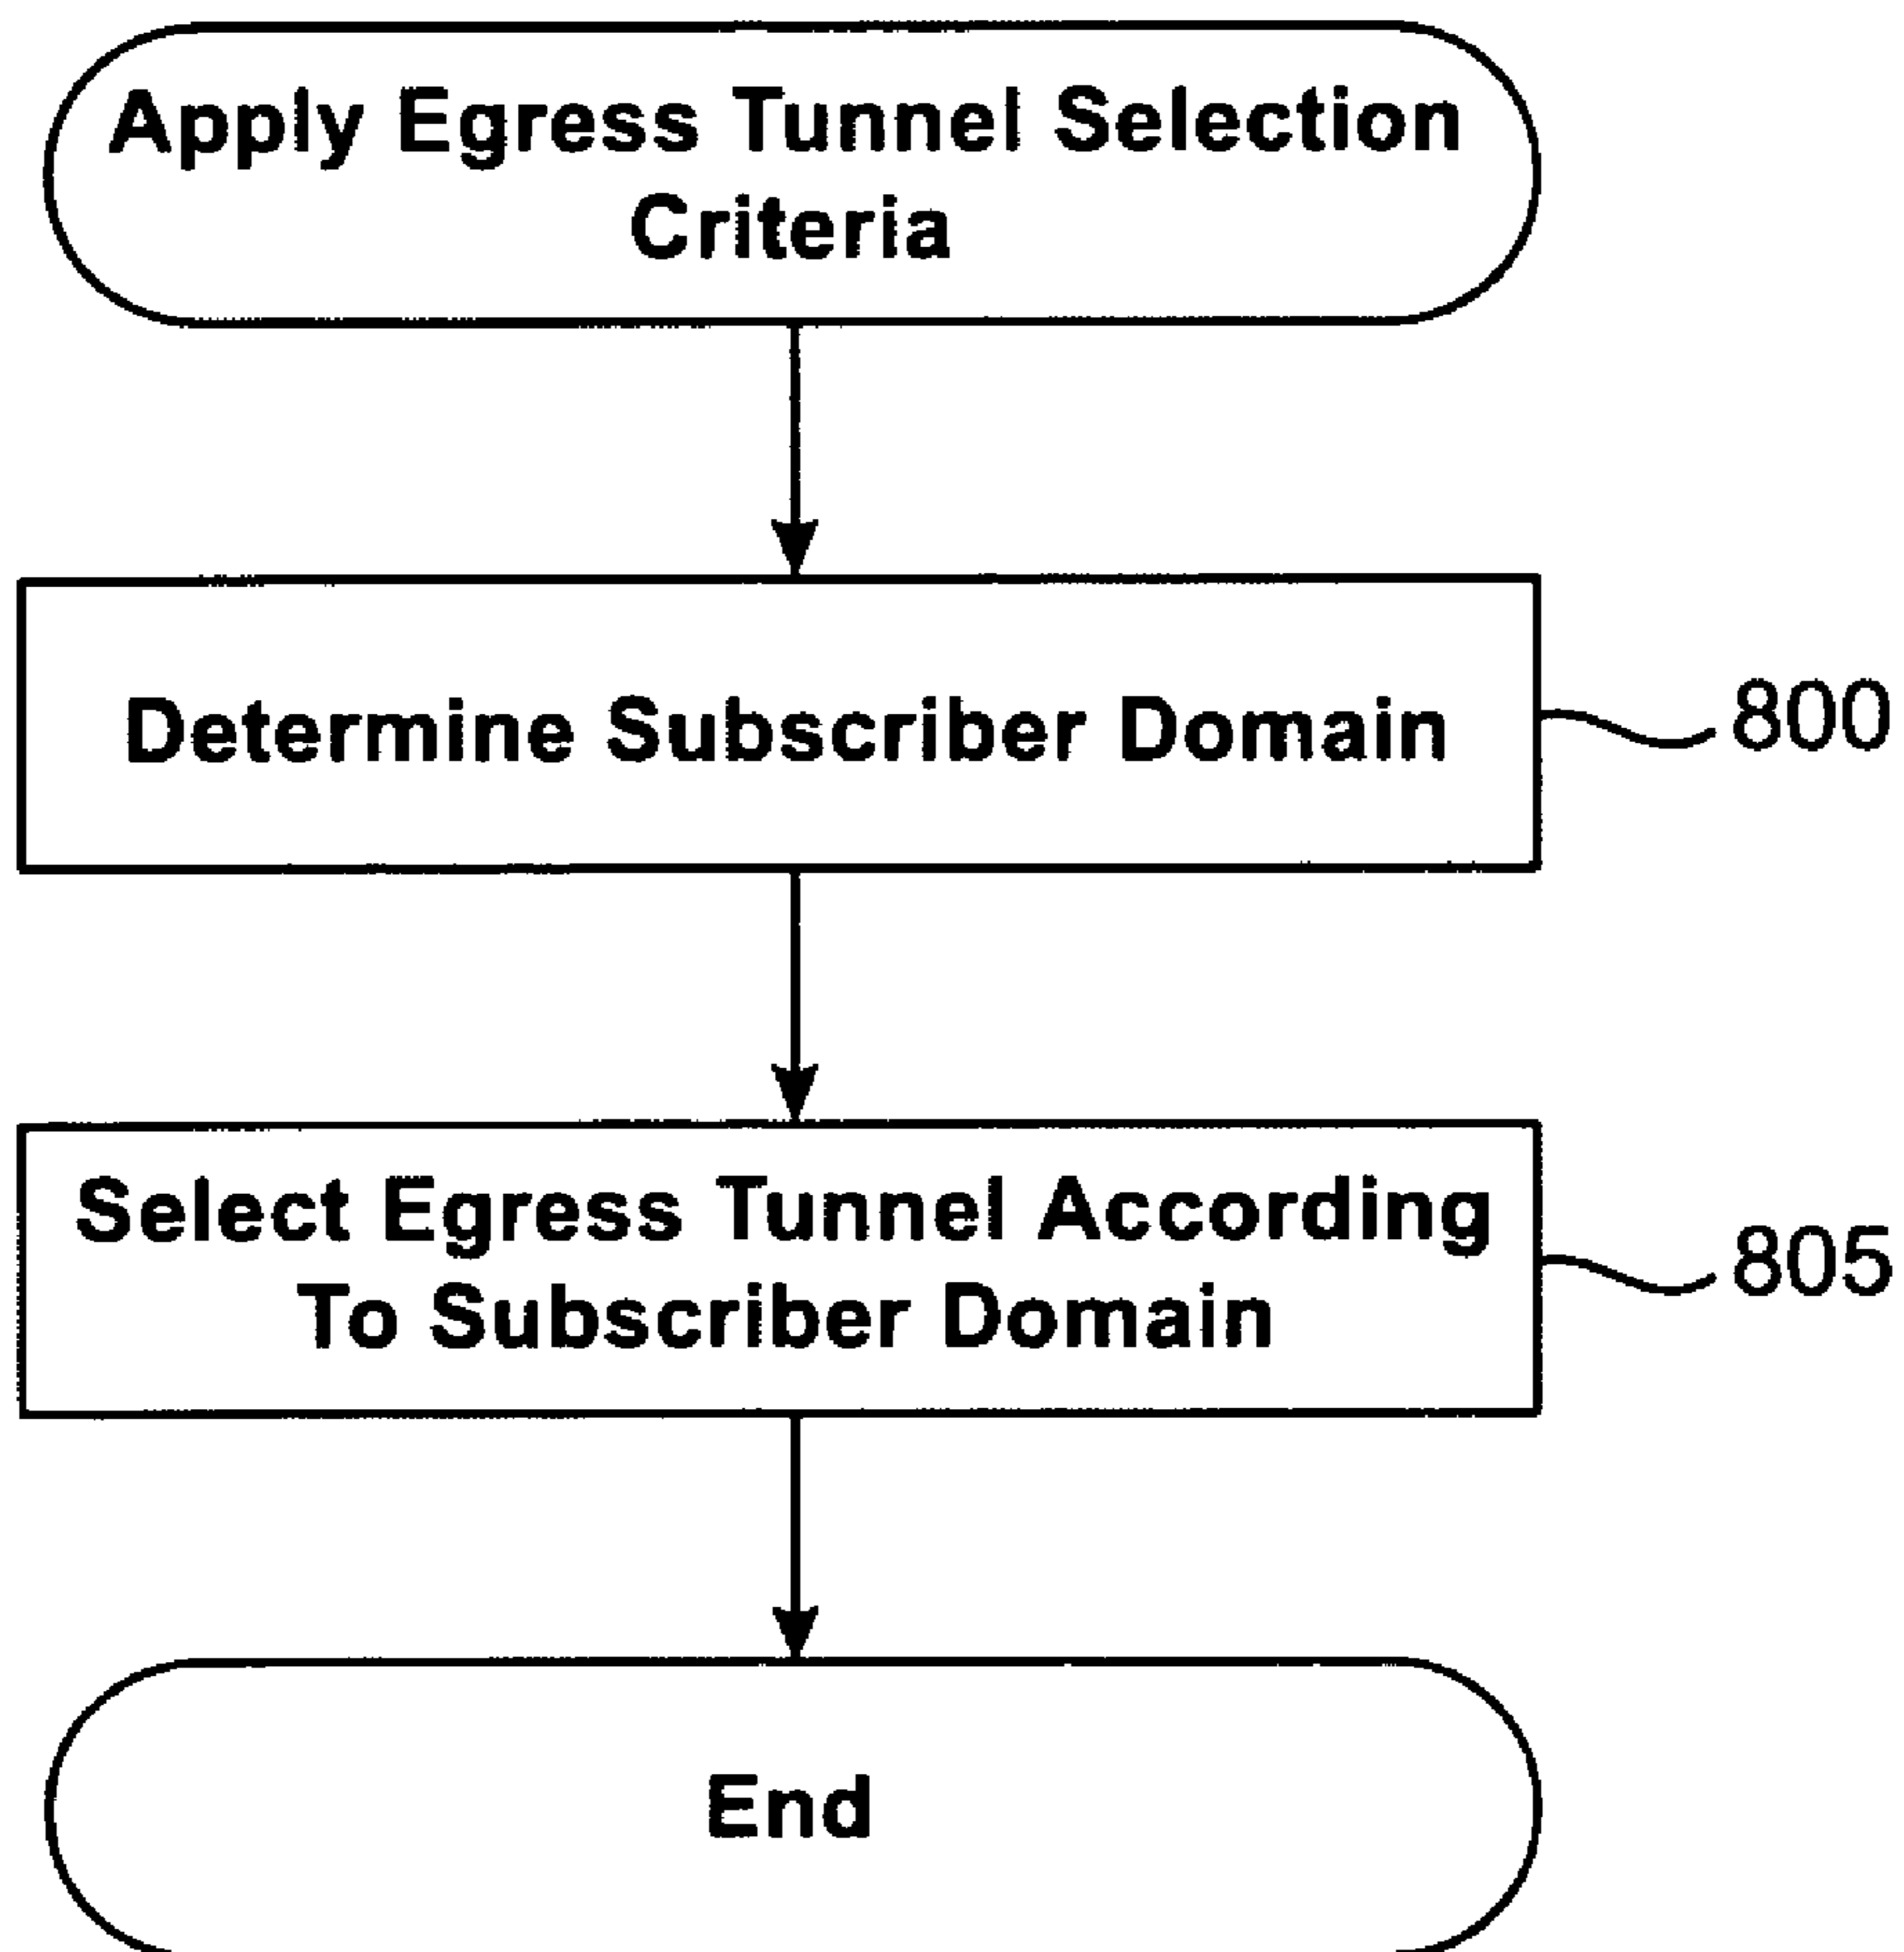 Apply Egress Tunnel Selection
Criteria
Determine Subscriber Domain
800
Select Egress Tunnel According
To Subscriber Domain
805
End